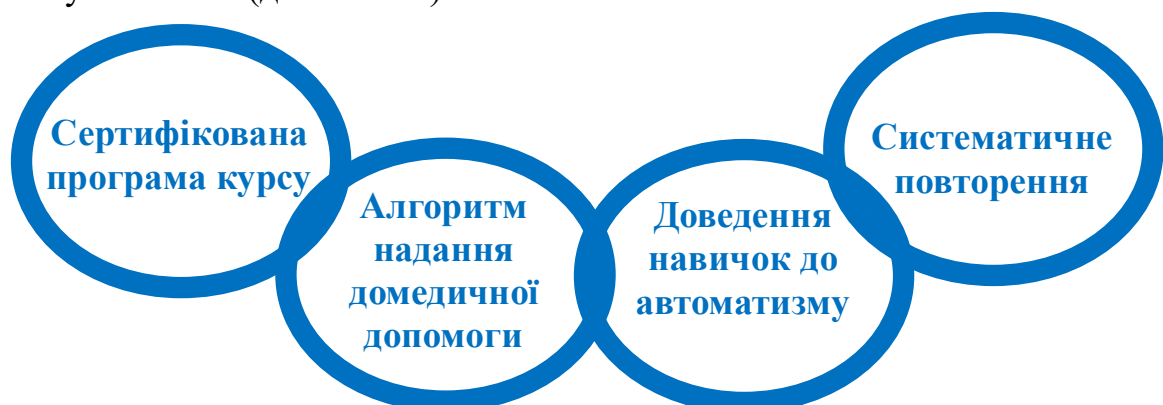 Сертифікована
програма курсу
Алгоритм
надання
домедичної
допомоги
Доведення
навичок до
автоматизму
Систематичне
повторення